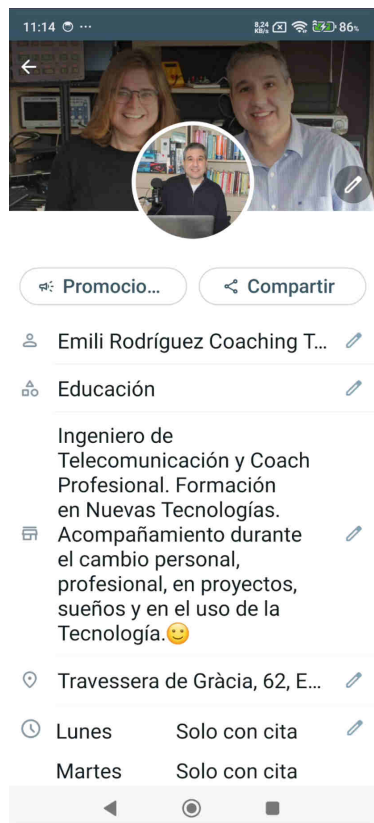 11:14 ...
8,24 KB/s 86%
Promocio...
Compartir
Emili Rodríguez Coaching T...
Educación
Ingeniero de
Telecomunicación y Coach
Profesional. Formación
en Nuevas Tecnologías.
Acompañamiento durante
el cambio personal,
profesional, en proyectos,
sueños y en el uso de la
Tecnología.🙂
Travessera de Gràcia, 62, E...
Lunes Solo con cita
Martes Solo con cita